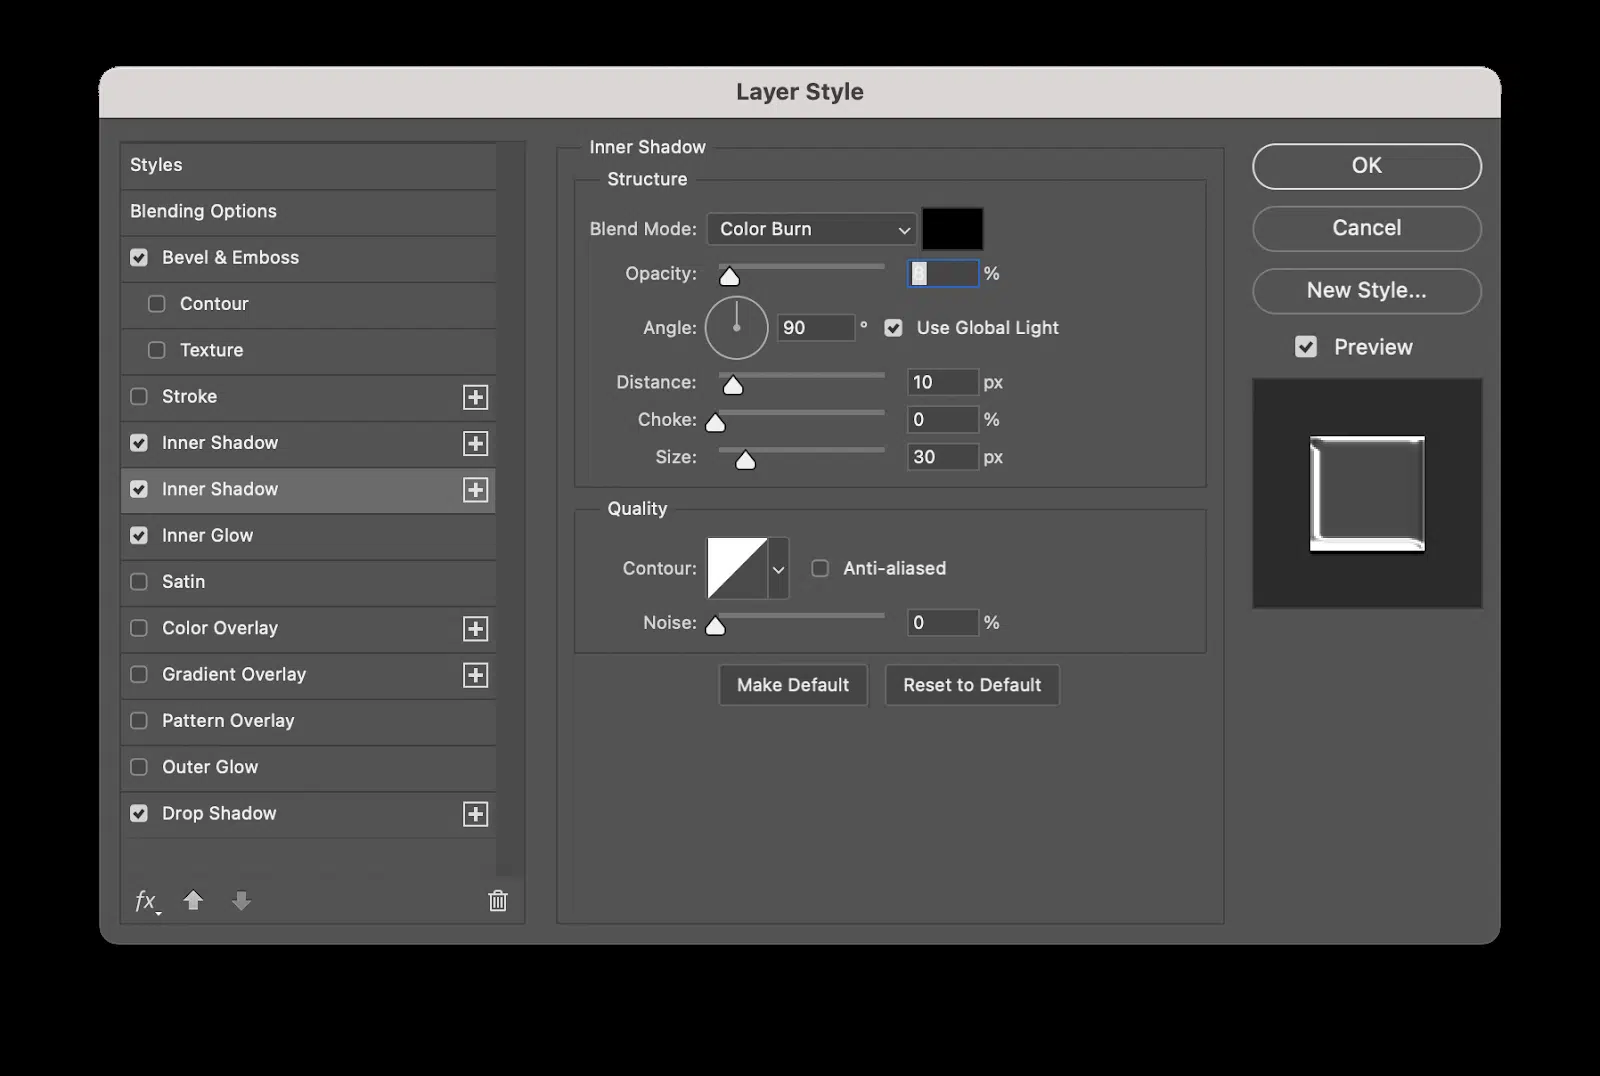 Layer Style
Styles
Blending Options
Bevel & Emboss
Contour
Texture
Stroke
Inner Shadow
Inner Shadow
Inner Glow
Satin
Color Overlay
Gradient Overlay
Pattern Overlay
Outer Glow
Drop Shadow
fx
Inner Shadow
Structure
Blend Mode: Color Burn
Opacity: 8 %
Angle: 90 ° Use Global Light
Distance: 10 px
Choke: 0 %
Size: 30 px
Quality
Contour: Anti-aliased
Noise: 0 %
Make Default Reset to Default
OK
Cancel
New Style...
Preview